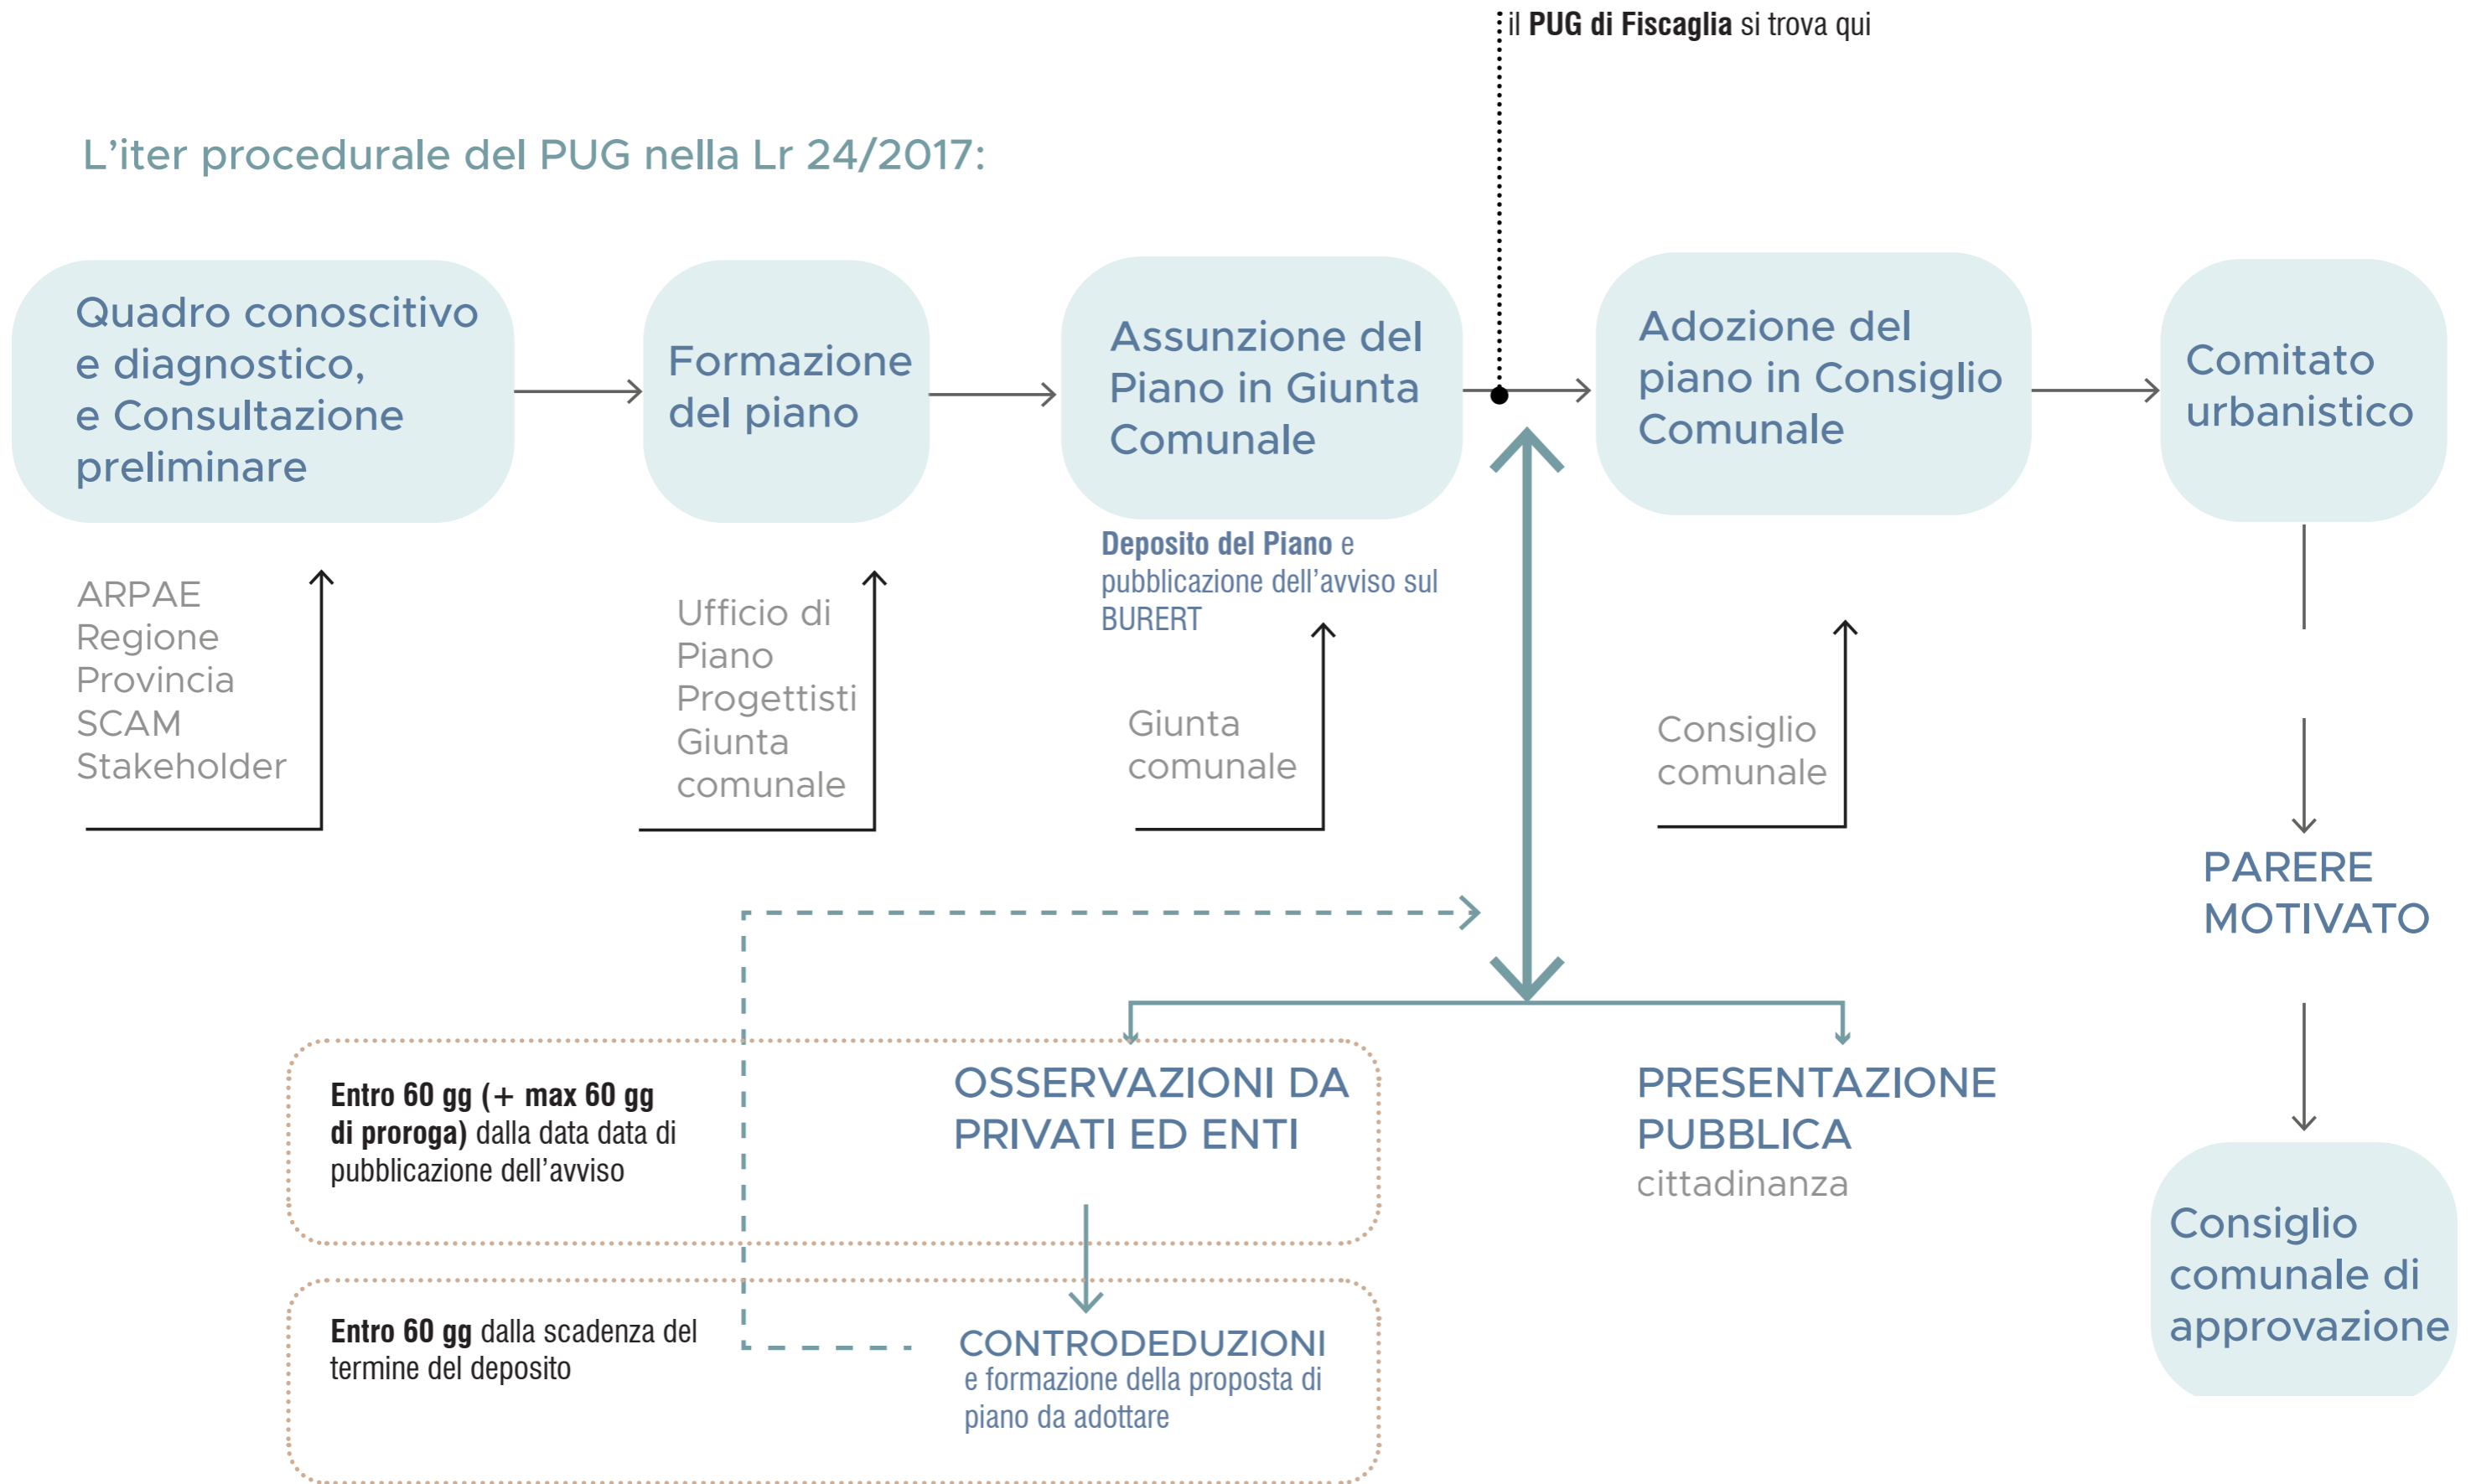 il PUG di Fiscaglia si trova qui
L'iter procedurale del PUG nella Lr 24/2017:
Quadro conoscitivo
e diagnostico,
e Consultazione
preliminare
Formazione
del piano
Assunzione del
Piano in Giunta
Comunale
Adozione del
piano in Consiglio
Comunale
Comitato
urbanistico
Deposito del Piano e
pubblicazione dell'avviso sul
BURERT
ARPAE
Regione
Provincia
SCAM
Stakeholder
Ufficio di
Piano
Progettisti
Giunta
comunale
Giunta
comunale
Consiglio
comunale
PARERE
MOTIVATO
Entro 60 gg (+ max 60 gg
di proroga) dalla data data di
pubblicazione dell'avviso
OSSERVAZIONI DA
PRIVATI ED ENTI
PRESENTAZIONE
PUBBLICA
cittadinanza
Entro 60 gg dalla scadenza del
termine del deposito
CONTRODEDUZIONI
e formazione della proposta di
piano da adottare
Consiglio
comunale di
approvazione